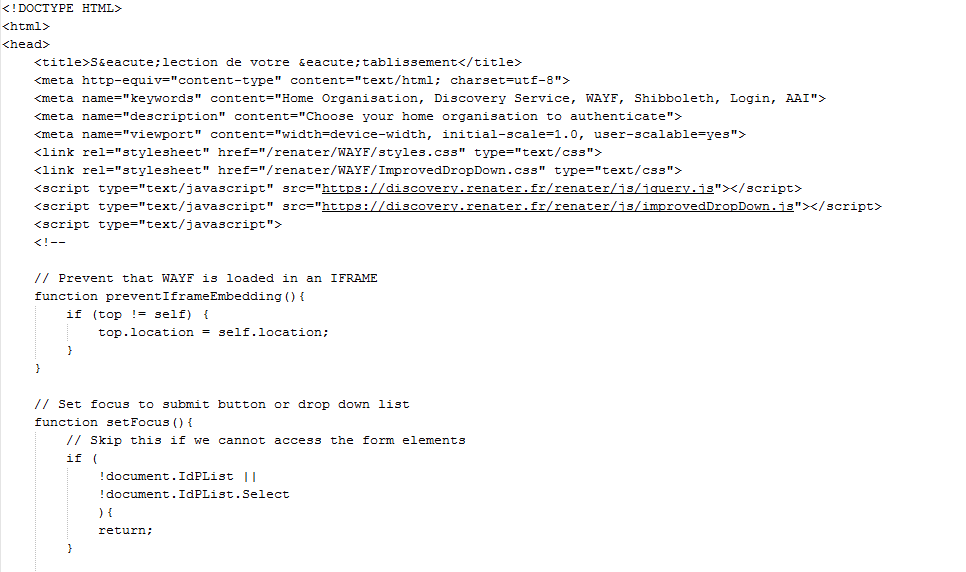 <!DOCTYPE HTML>
<html>
<head>
    <title>S&eacute;lection de votre &eacute;tablissement</title>
    <meta http-equiv="content-type" content="text/html; charset=utf-8">
    <meta name="keywords" content="Home Organisation, Discovery Service, WAYF, Shibboleth, Login, AAI">
    <meta name="description" content="Choose your home organisation to authenticate">
    <meta name="viewport" content="width=device-width, initial-scale=1.0, user-scalable=yes">
    <link rel="stylesheet" href="/renater/WAYF/styles.css" type="text/css">
    <link rel="stylesheet" href="/renater/WAYF/ImprovedDropDown.css" type="text/css">
    <script type="text/javascript" src="https://discovery.renater.fr/renater/js/jquery.js"></script>
    <script type="text/javascript" src="https://discovery.renater.fr/renater/js/improvedDropDown.js"></script>
    <script type="text/javascript">
    <!--

    // Prevent that WAYF is loaded in an IFRAME
    function preventIframeEmbedding(){
        if (top != self) {
            top.location = self.location;
        }
    }

    // Set focus to submit button or drop down list
    function setFocus(){
        // Skip this if we cannot access the form elements
        if (
            !document.IdPList ||
            !document.IdPList.Select
            ){
            return;
        }